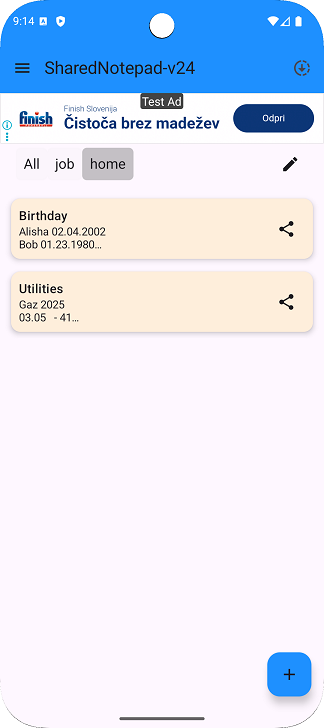 9:14
SharedNotepad-v24
Test Ad
Finish Slovenija
finish
Čistoča brez madežev
Odpri
All job home
Birthday
Alisha 02.04.2002
Bob 01.23.1980...
Utilities
Gaz 2025
03.05 - 41...